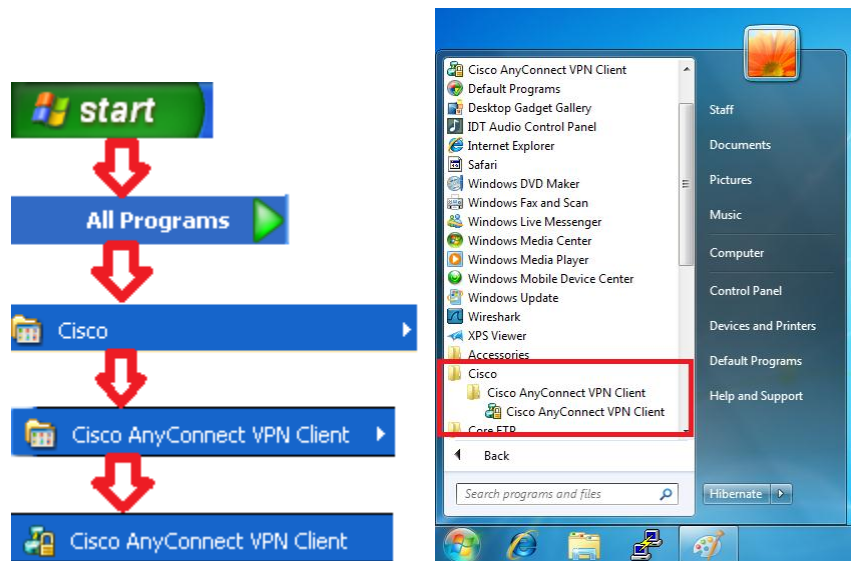 start
All Programs
Cisco
Cisco AnyConnect VPN Client
Cisco AnyConnect VPN Client
Cisco AnyConnect VPN Client
Default Programs
Desktop Gadget Gallery
IDT Audio Control Panel
Internet Explorer
Safari
Windows DVD Maker
Windows Fax and Scan
Windows Live Messenger
Windows Media Center
Windows Media Player
Windows Mobile Device Center
Windows Update
Wireshark
XPS Viewer
Accessories
Cisco
Cisco AnyConnect VPN Client
Cisco AnyConnect VPN Client
Core FTP
Back
Search programs and files
Staff
Documents
Pictures
Music
Computer
Control Panel
Devices and Printers
Default Programs
Help and Support
Hibernate